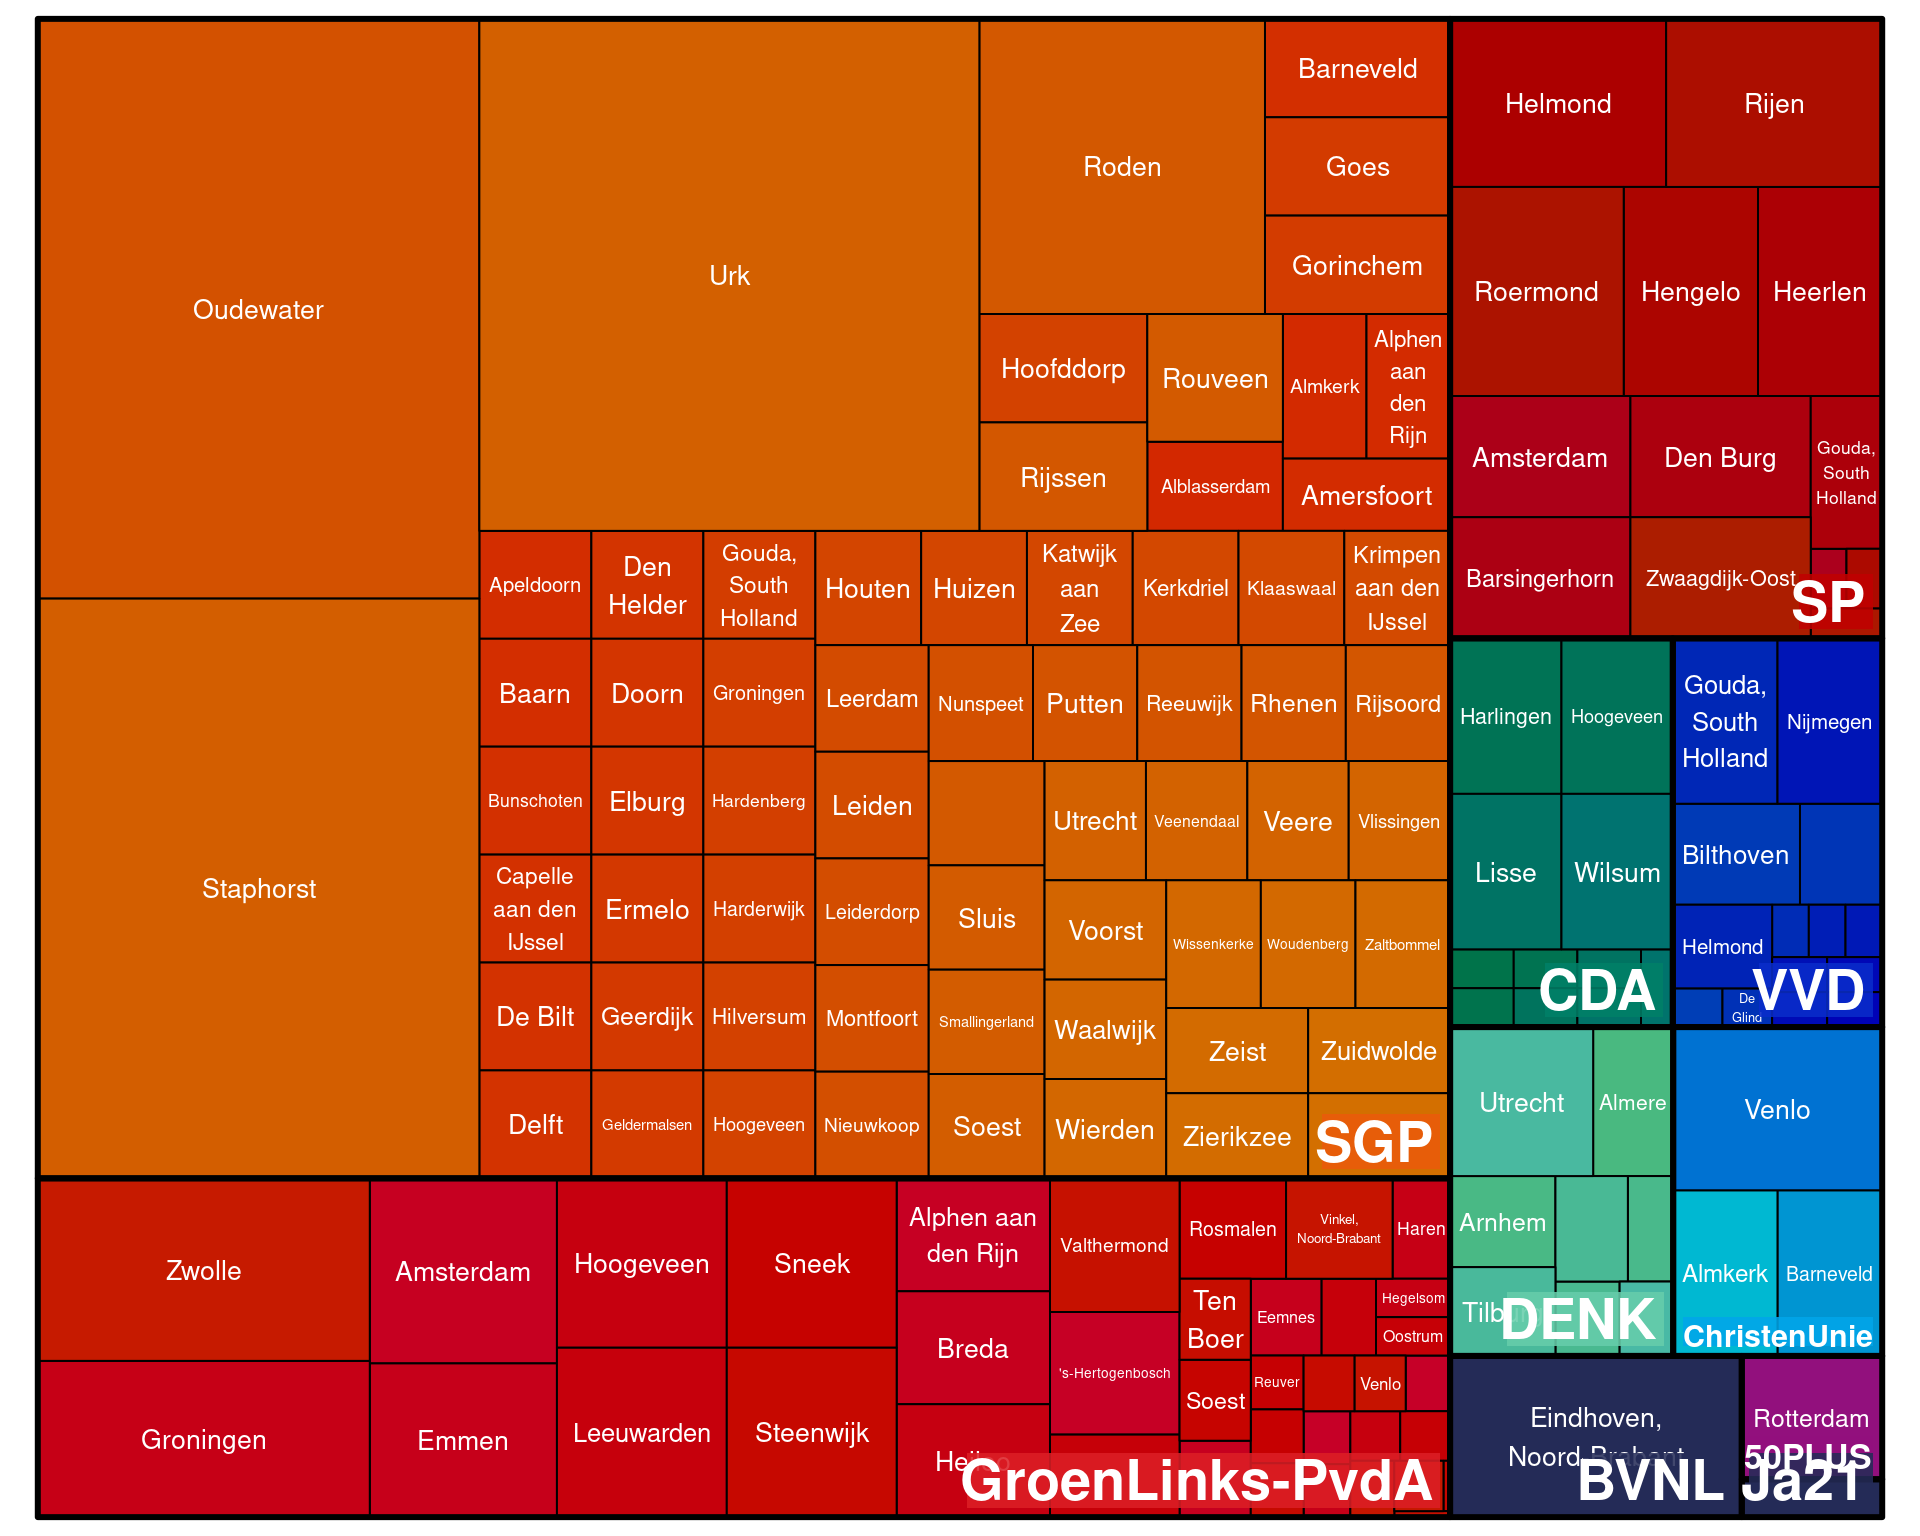 Oudewater
Staphorst
Urk
Roden
Barneveld
Goes
Gorinchem
Hoofddorp
Rijssen
Rouveen
Alblasserdam
Almkerk
Alphen
aan
den
Rijn
Amersfoort
Apeldoorn
Baarn
Bunschoten
Capelle
aan den
IJssel
De Bilt
Delft
Den
Helder
Doorn
Elburg
Ermelo
Geerdijk
Geldermalsen
Gouda,
South
Holland
Groningen
Hardenberg
Harderwijk
Hilversum
Hoogeveen
Houten
Huizen
Katwijk
aan
Zee
Kerkdriel
Klaaswaal
Krimpen
aan den
IJssel
Leerdam
Leiden
Leiderdorp
Montfoort
Nieuwkoop
Nunspeet
Putten
Reeuwijk
Rhenen
Rijsoord
Sluis
Smallingerland
Soest
Utrecht
Veenendaal
Veere
Vlissingen
Voorst
Waalwijk
Wierden
Wissenkerke
Woudenberg
Zaltbommel
Zeist
Zuidwolde
Zierikzee
SGP
Zwolle
Groningen
Amsterdam
Emmen
Hoogeveen
Leeuwarden
Sneek
Steenwijk
Alphen aan
den Rijn
Breda
Valthermond
's-Hertogenbosch
Rosmalen
Vinkel,
Noord-Brabant
Haren
Ten
Boer
Soest
Eemnes
Hegelsom
Oostrum
Reuver
Venlo
GroenLinks-PvdA
Helmond
Rijen
Roermond
Hengelo
Heerlen
Amsterdam
Den Burg
Gouda,
South
Holland
Barsingerhorn
Zwaagdijk-Oost
SP
Harlingen
Hoogeveen
Lisse
Wilsum
CDA
Gouda,
South
Holland
Nijmegen
Bilthoven
Helmond
De
Glind
VVD
Utrecht
Almere
Arnhem
Tilburg
DENK
Venlo
Almkerk
Barneveld
ChristenUnie
Eindhoven,
Noord-Brabant
BVNL
Rotterdam
50PLUS
Ja21